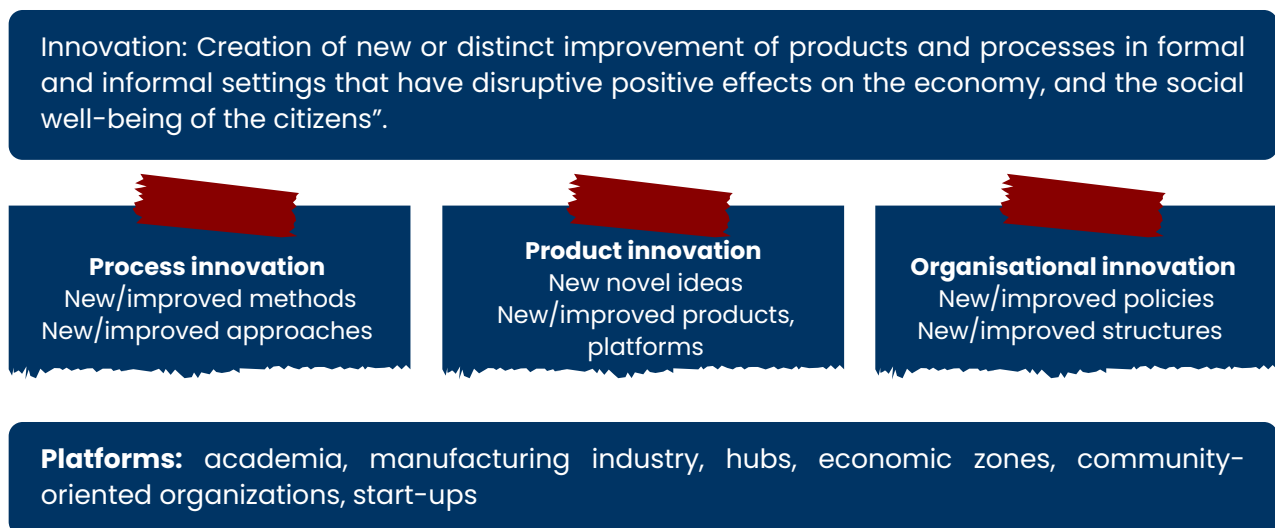 Innovation: Creation of new or distinct improvement of products and processes in formal
and informal settings that have disruptive positive effects on the economy, and the social
well-being of the citizens”.
Process innovation
New/improved methods
New/improved approaches
Product innovation
New novel ideas
New/improved products,
platforms
Organisational innovation
New/improved policies
New/improved structures
Platforms: academia, manufacturing industry, hubs, economic zones, community-
oriented organizations, start-ups